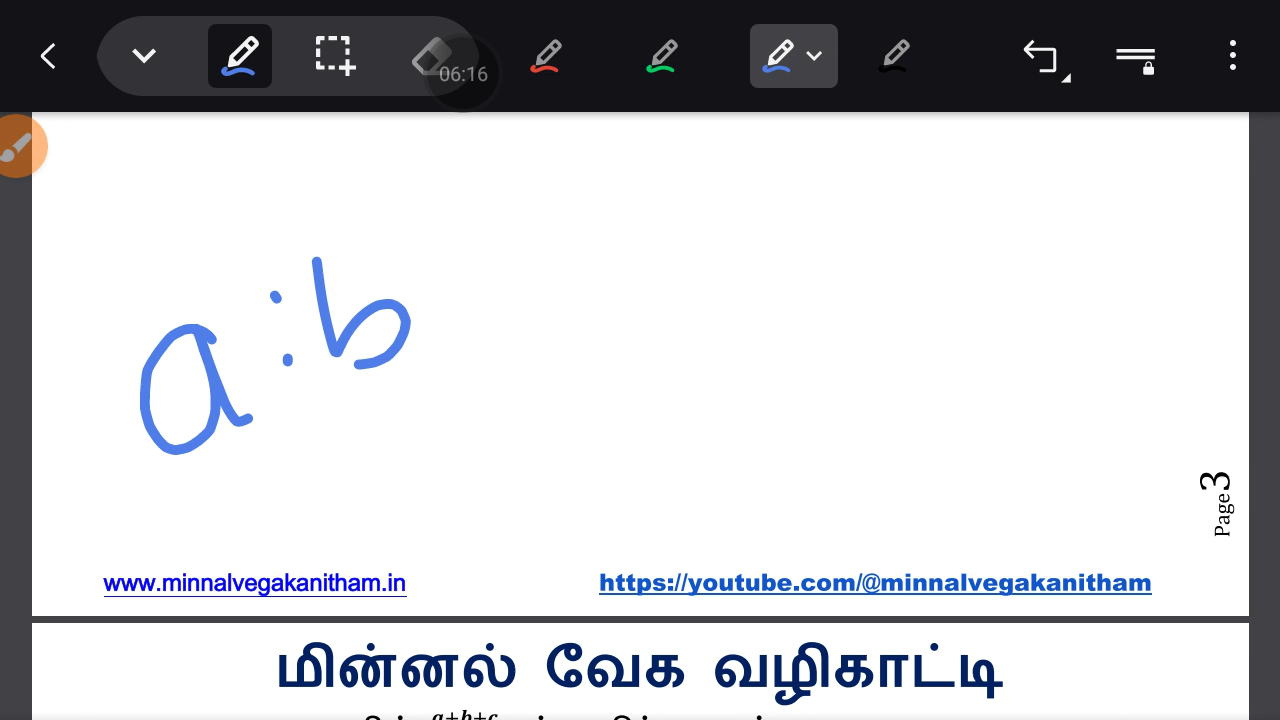 06:16
a : b
Page 3
www.minnalvegakanitham.in https://youtube.com/@minnalvegakanitham
மின்னல் வேக வழிகாட்டி
a+b+c